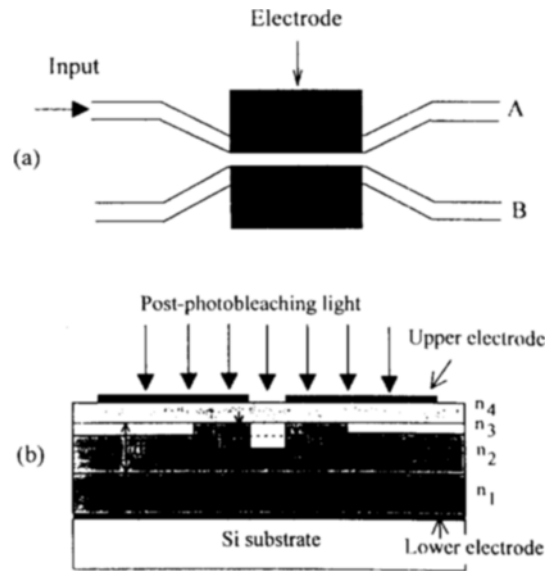 Electrode
Input
A
(a)
B
Post-photobleaching light
Upper electrode
n4
n3
(b)
n2
n1
Si substrate
Lower electrode